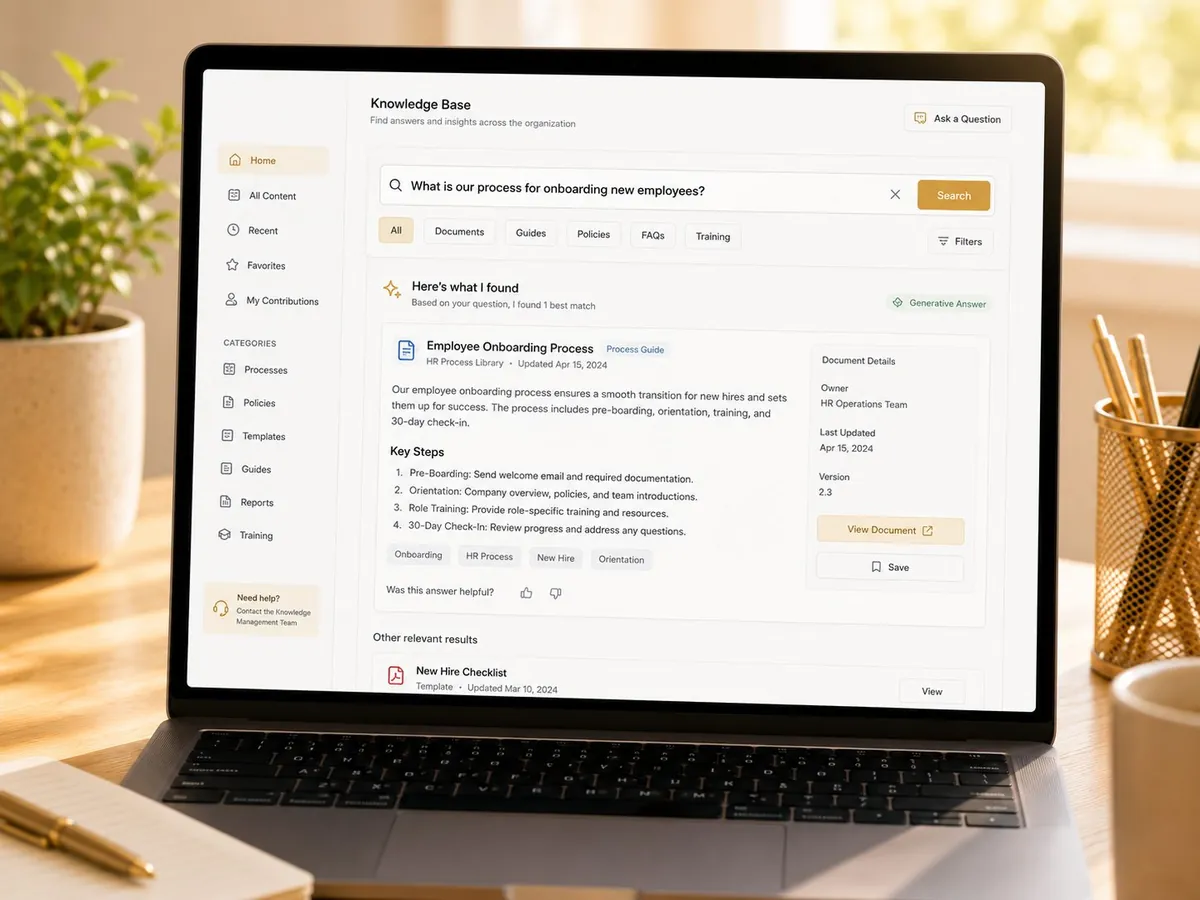 Knowledge Base
Find answers and insights across the organization
Ask a Question
Home
All Content
Recent
Favorites
My Contributions
CATEGORIES
Processes
Policies
Templates
Guides
Reports
Training
Need help?
Contact the Knowledge
Management Team
What is our process for onboarding new employees?
Search
All
Documents
Guides
Policies
FAQs
Training
Filters
Here's what I found
Based on your question, I found 1 best match
Generative Answer
Employee Onboarding Process
Process Guide
HR Process Library • Updated Apr 15, 2024
Our employee onboarding process ensures a smooth transition for new hires and sets
them up for success. The process includes pre-boarding, orientation, training, and
30-day check-in.
Key Steps
1. Pre-Boarding: Send welcome email and required documentation.
2. Orientation: Company overview, policies, and team introductions.
3. Role Training: Provide role-specific training and resources.
4. 30-Day Check-In: Review progress and address any questions.
Onboarding
HR Process
New Hire
Orientation
Was this answer helpful?
Document Details
Owner
HR Operations Team
Last Updated
Apr 15, 2024
Version
2.3
View Document
Save
Other relevant results
New Hire Checklist
Template • Updated Mar 10, 2024
View